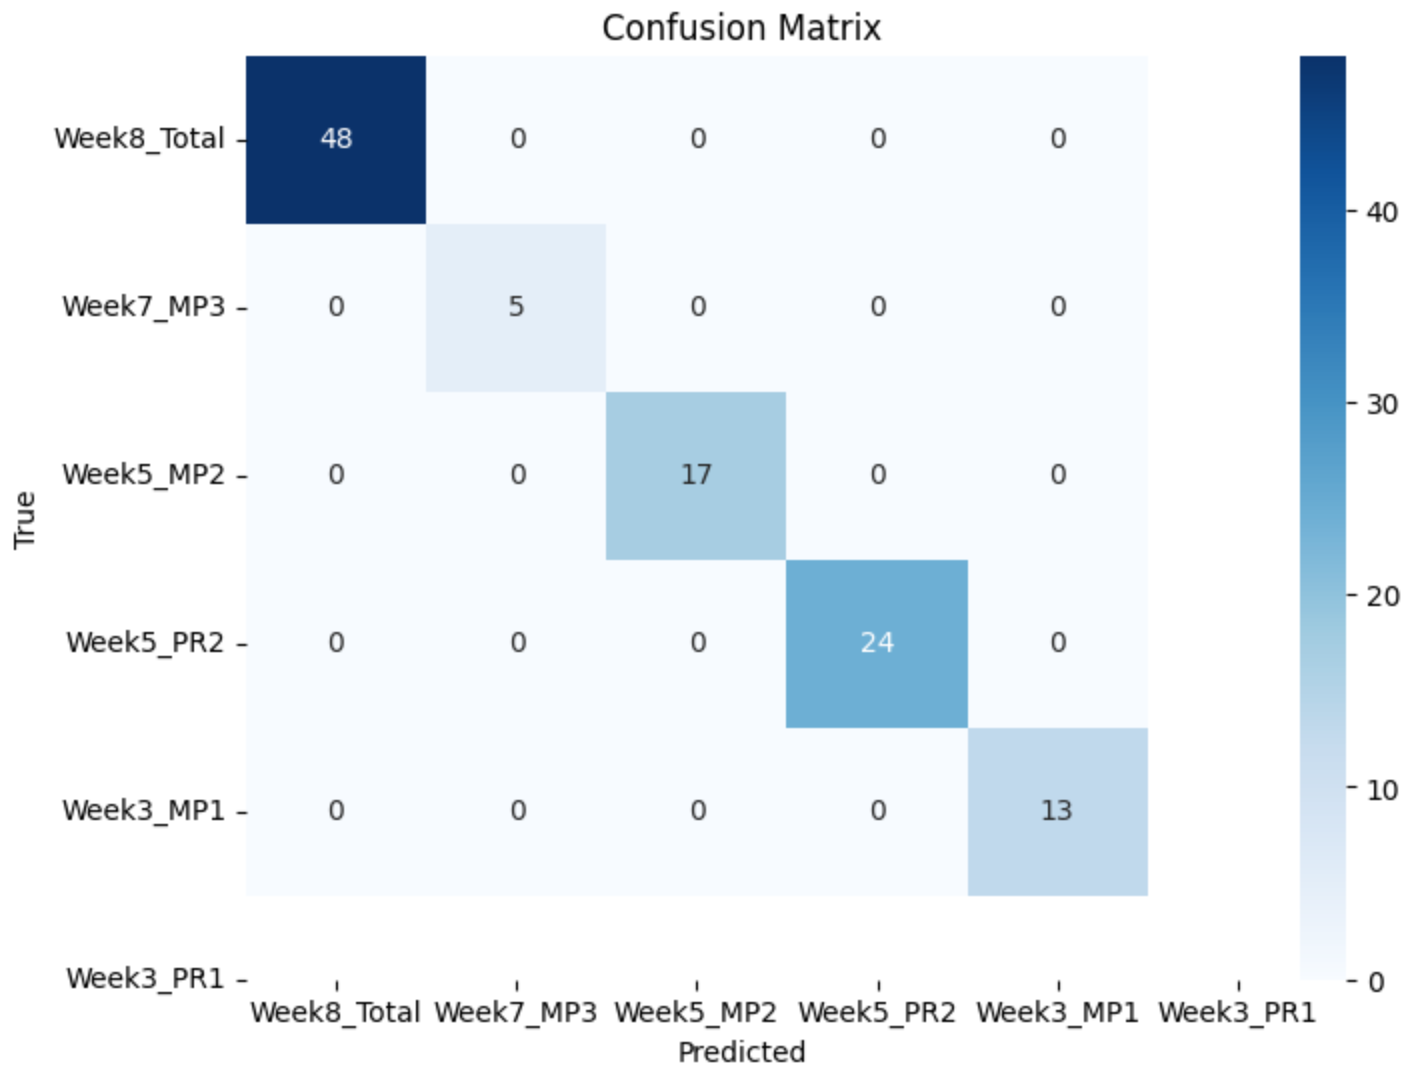 Confusion Matrix
Week8_Total 48 0 0 0 0
40
Week7_MP3 0 5 0 0 0
30
Week5_MP2 0 0 17 0 0
True
20
Week5_PR2 0 0 0 24 0
10
Week3_MP1 0 0 0 0 13
Week3_PR1
0
Week8_Total Week7_MP3 Week5_MP2 Week5_PR2 Week3_MP1 Week3_PR1
Predicted